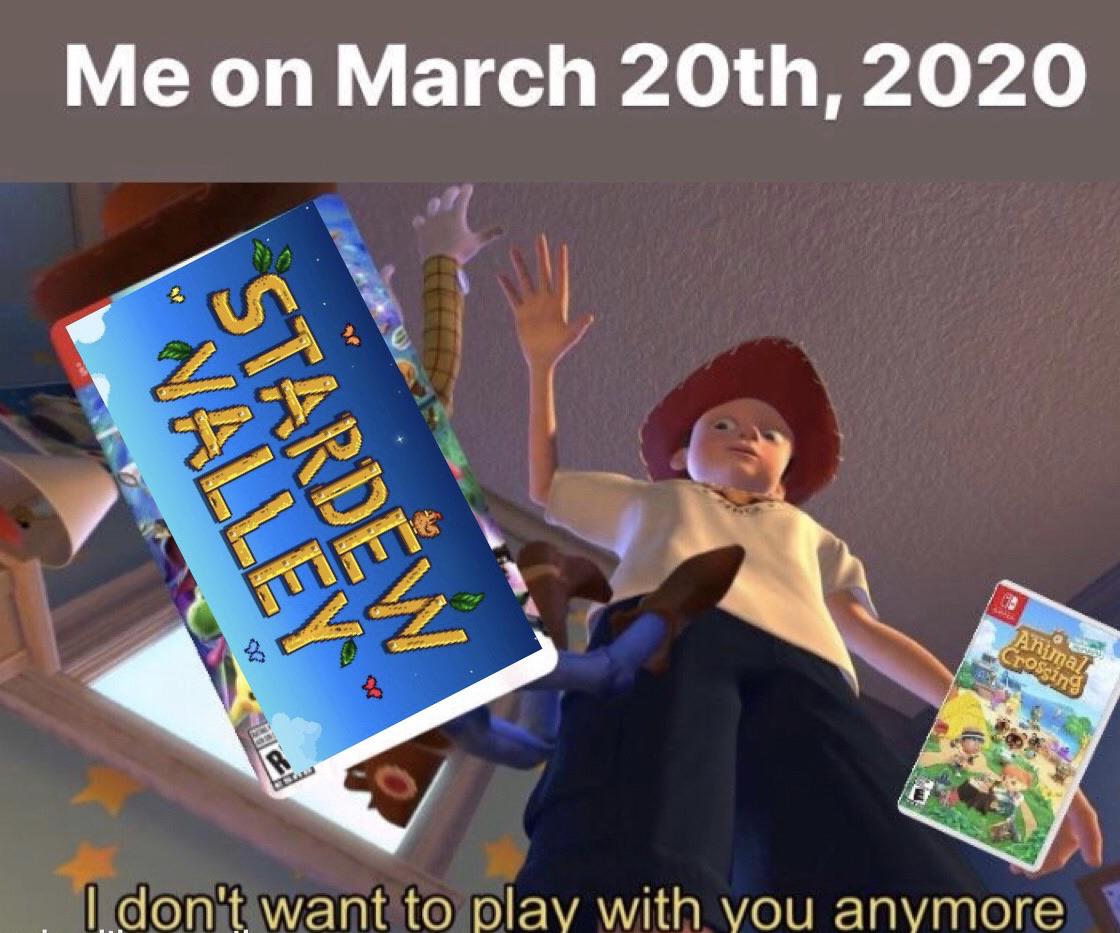 Me on March 20th, 2020
STARDEW
VALLEY
Animal
Crossing
R
E
I don't want to play with you anymore